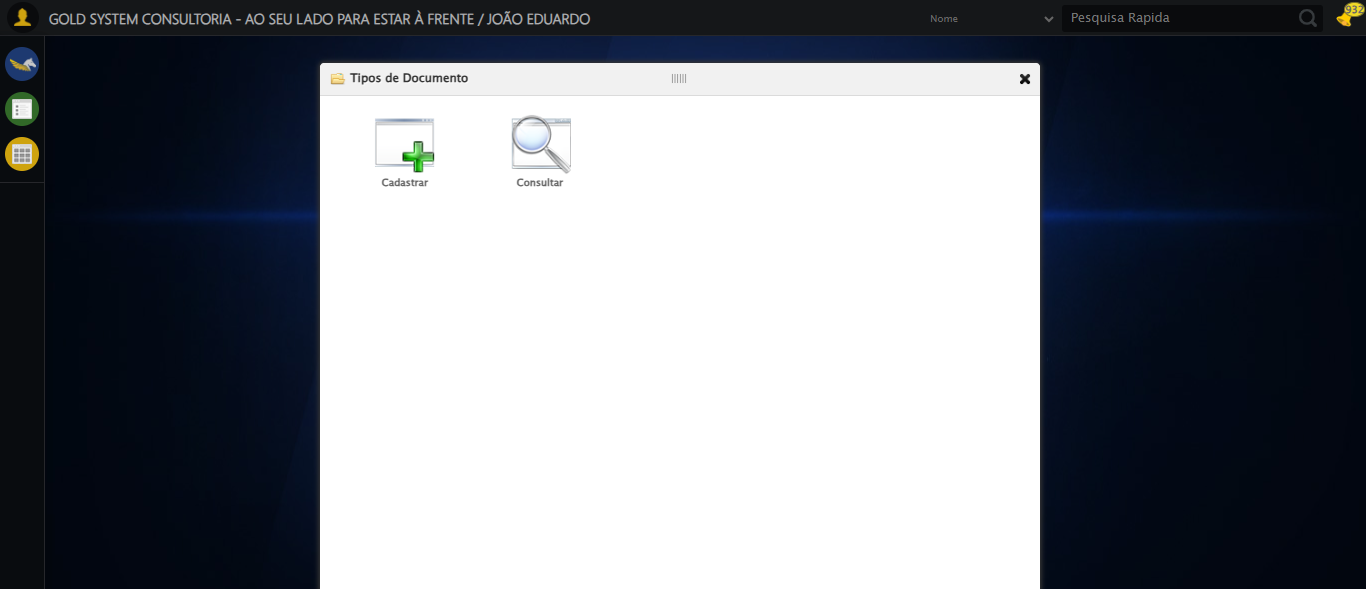 GOLD SYSTEM CONSULTORIA - AO SEU LADO PARA ESTAR À FRENTE / JOÃO EDUARDO
Nome
Pesquisa Rapida
932
Tipos de Documento
Cadastrar
Consultar